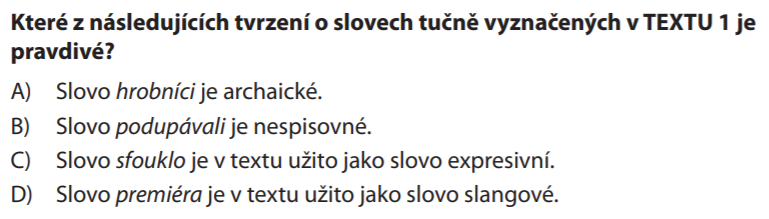 Které z následujících tvrzení o slovech tučně vyznačených v TEXTU 1 je
pravdivé?
A) Slovo hrobníci je archaické.
B) Slovo podupávali je nespisovné.
C) Slovo sfouklo je v textu užito jako slovo expresivní.
D) Slovo premiéra je v textu užito jako slovo slangové.